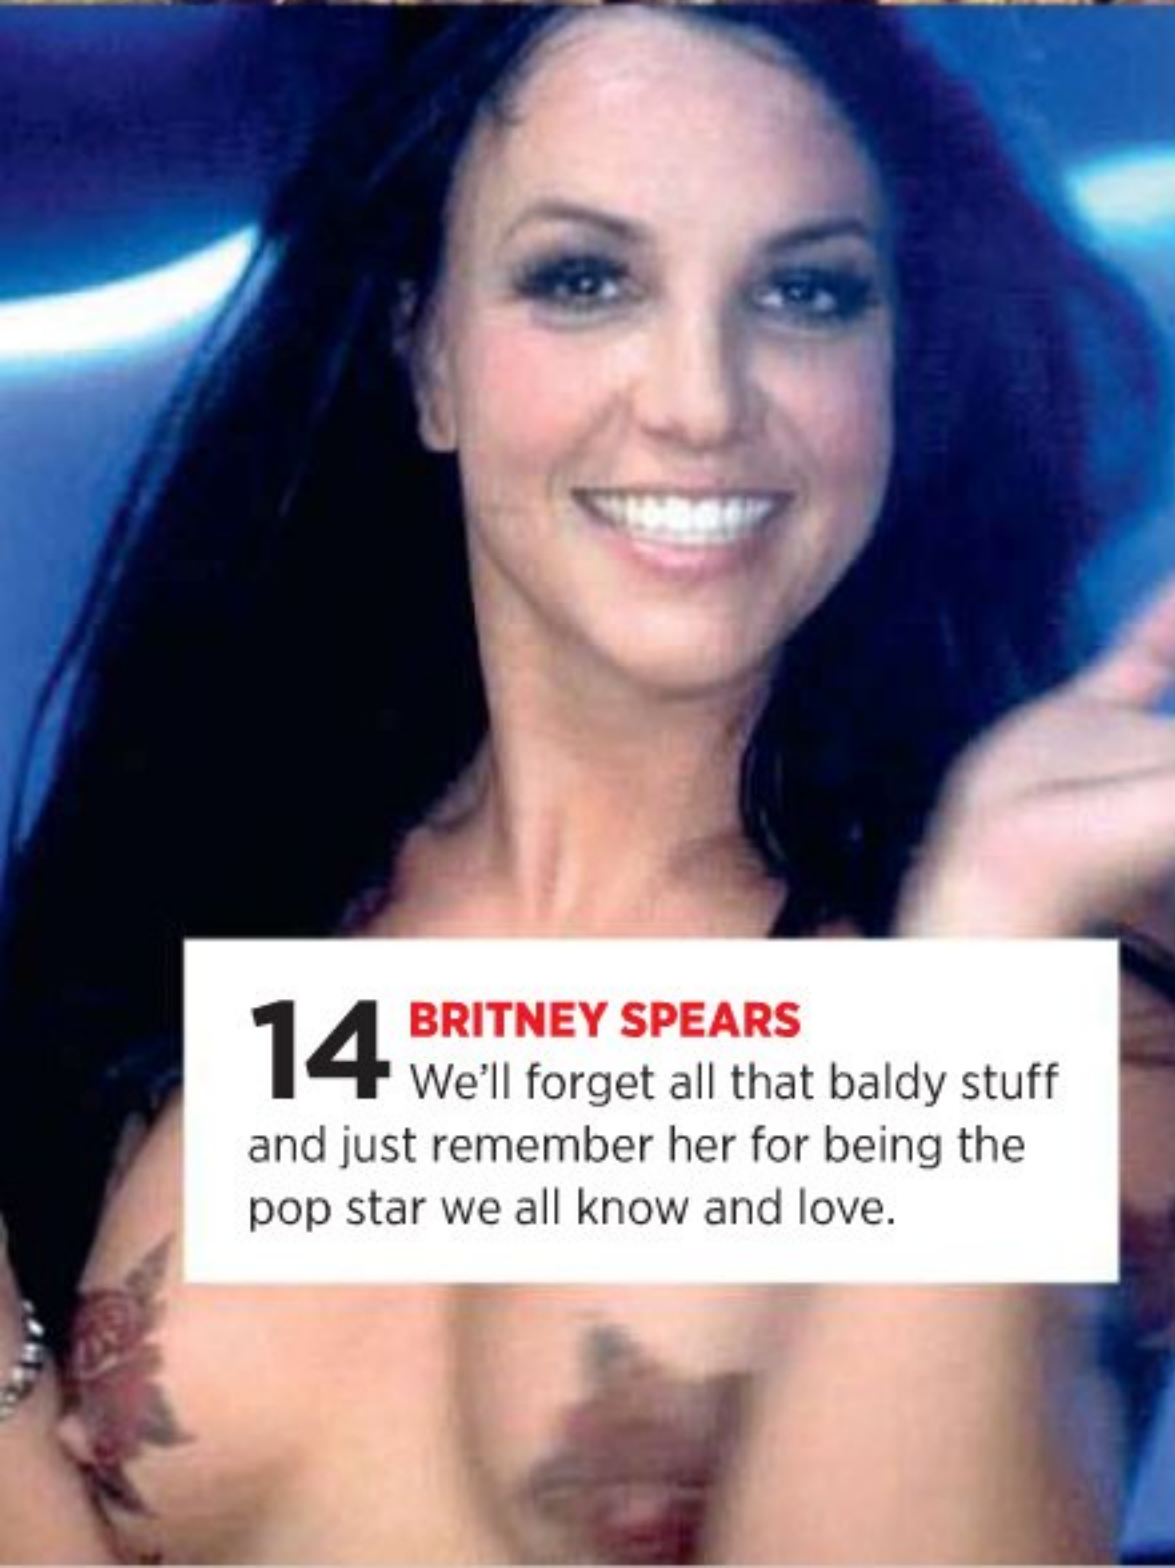 14 BRITNEY SPEARS
We’ll forget all that baldy stuff
and just remember her for being the
pop star we all know and love.